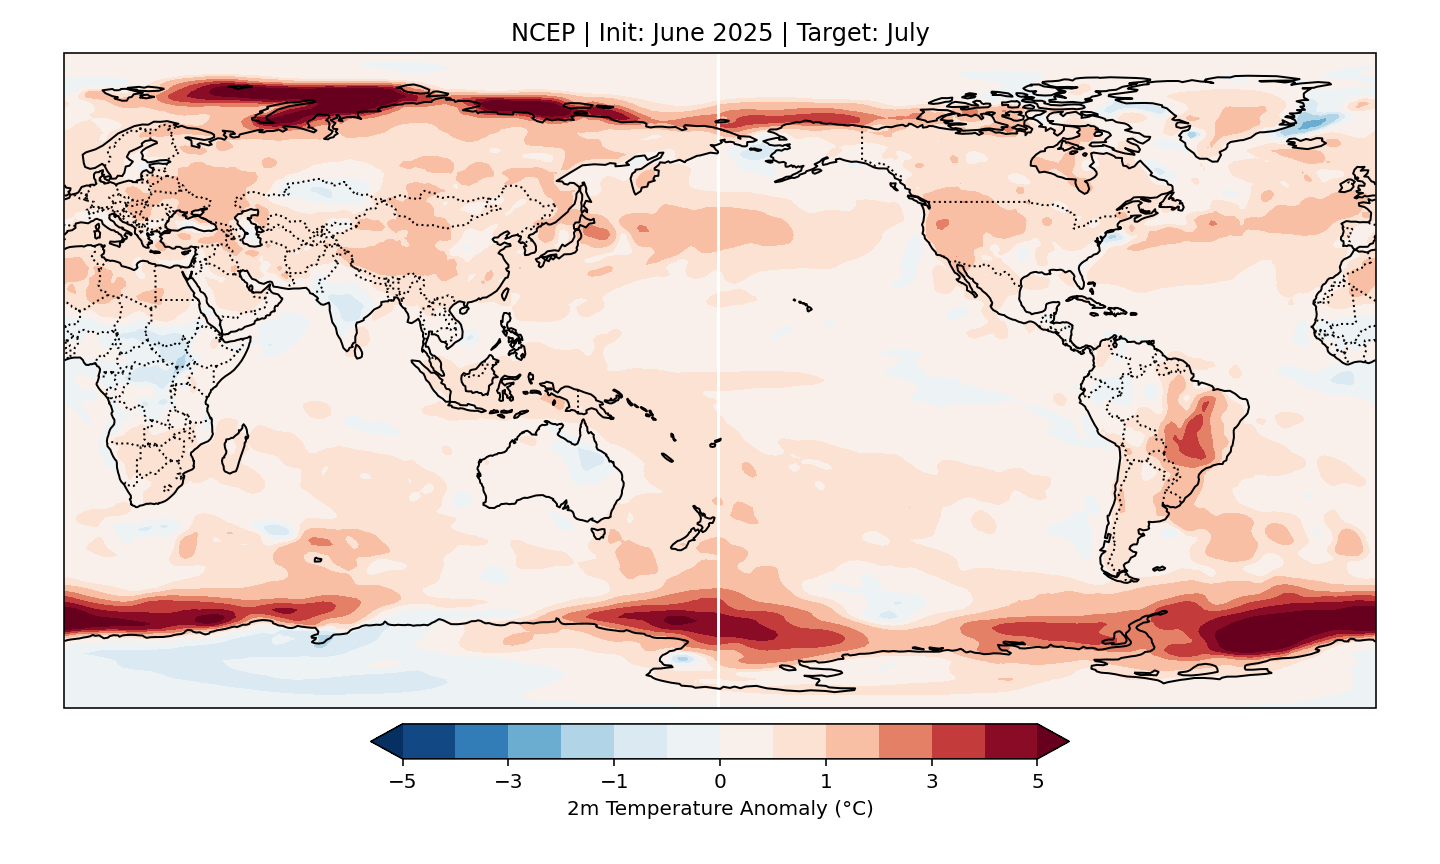 NCEP | Init: June 2025 | Target: July
−5 −3 −1 0 1 3 5
2m Temperature Anomaly (°C)